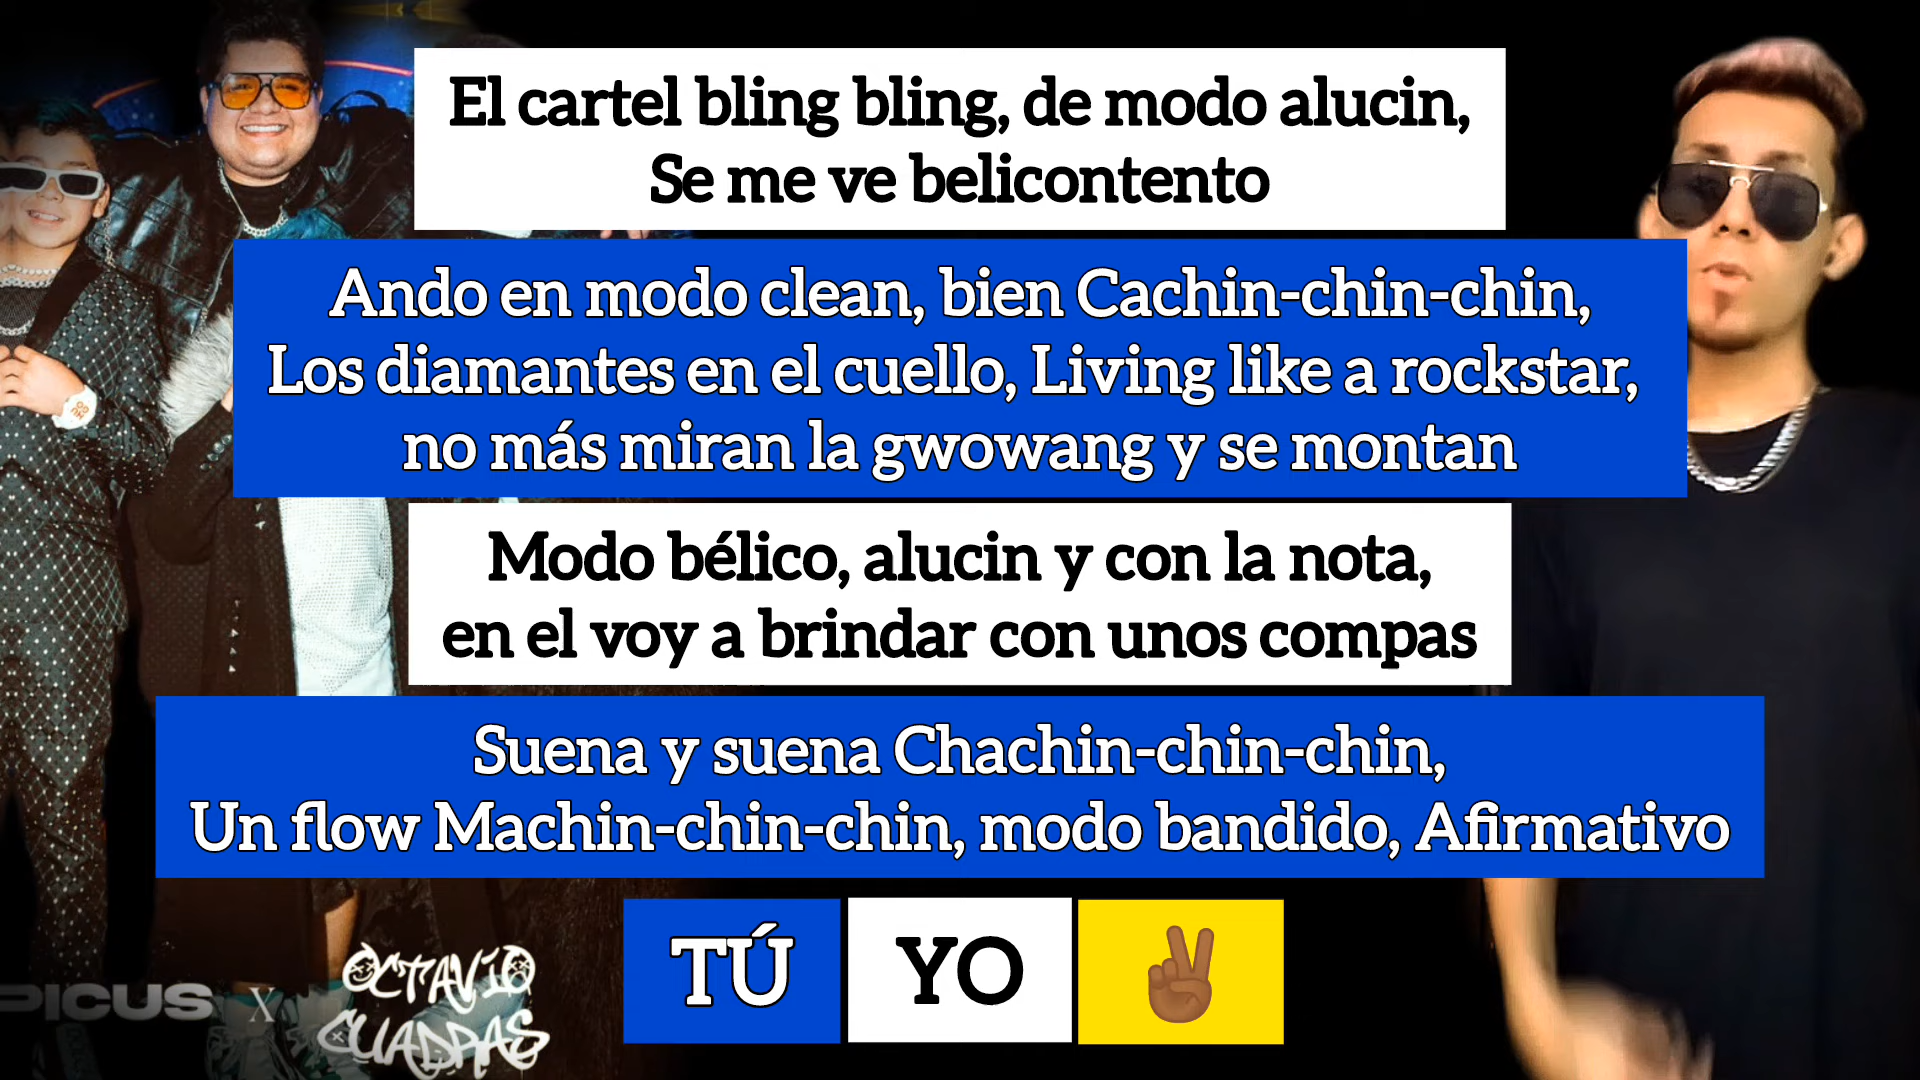 El cartel bling bling, de modo alucin,
Se me ve belicontento
Ando en modo clean, bien Cachin-chin-chin,
Los diamantes en el cuello, Living like a rockstar,
no más miran la gwowang y se montan
Modo bélico, alucin y con la nota,
en el voy a brindar con unos compas
Suena y suena Chachin-chin-chin,
Un flow Machin-chin-chin, modo bandido, Afirmativo
TÚ YO ✌🏾
PICUS X OCTAVIO
CUADRAS